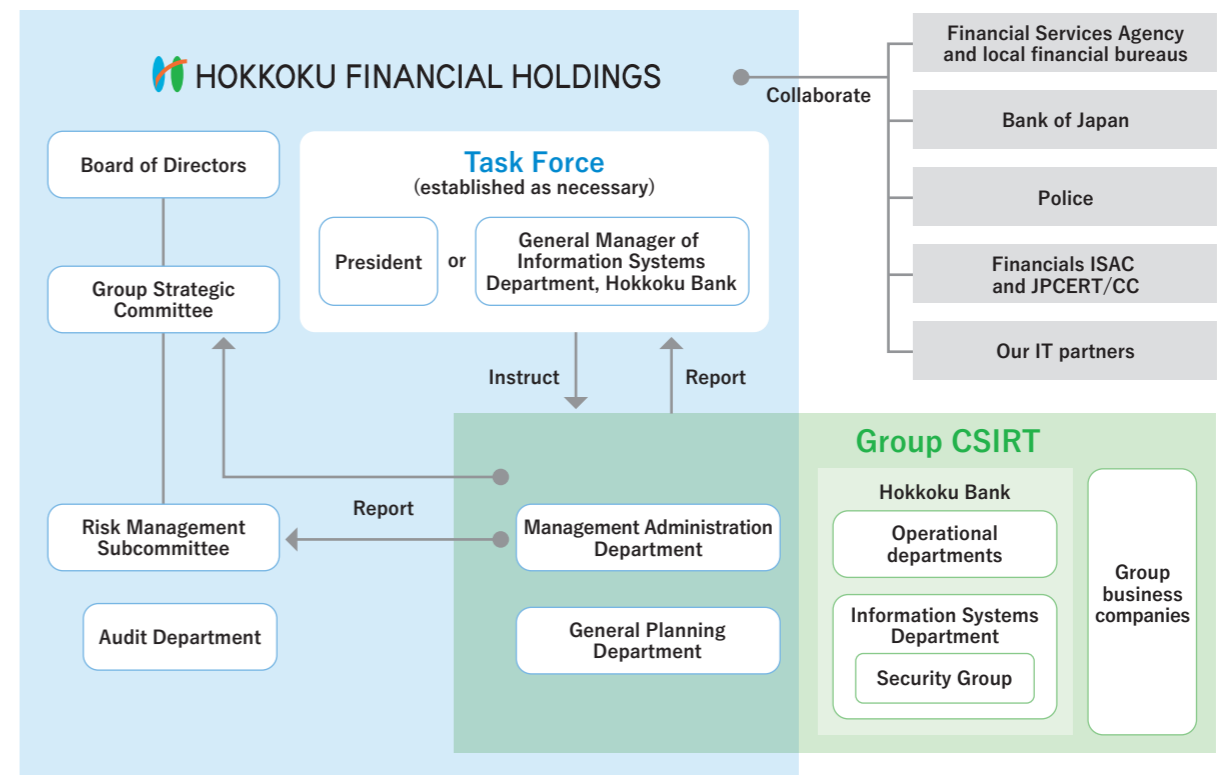 HOKKOKU FINANCIAL HOLDINGS
Collaborate
Financial Services Agency
and local financial bureaus
Bank of Japan
Police
Financials ISAC
and JPCERT/CC
Our IT partners
Board of Directors
Group Strategic
Committee
Risk Management
Subcommittee
Audit Department
Task Force
(established as necessary)
President
or
General Manager of
Information Systems
Department, Hokkoku Bank
Instruct
Report
Report
Group CSIRT
Management Administration
Department
General Planning
Department
Hokkoku Bank
Operational
departments
Information Systems
Department
Security Group
Group
business
companies